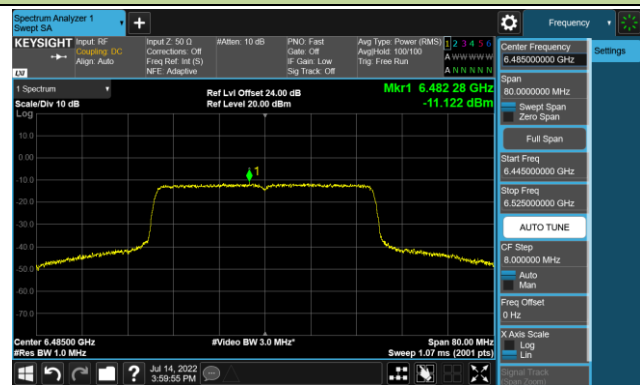 Spectrum Analyzer 1
Swept SA
+
Frequency
KEYSIGHT
LXI
Input: RF
Coupling: DC
Align: Auto
Input Z: 50 Ω
Corrections: Off
Freq Ref: Int (S)
NFE: Adaptive
#Atten: 10 dB
PNO: Fast
Gate: Off
IF Gain: Low
Sig Track: Off
Avg Type: Power (RMS)
Avg|Hold: 100/100
Trig: Free Run
1 2 3 4 5 6
A W W W W W
A N N N N N
1 Spectrum
Scale/Div 10 dB
Log
Ref Lvl Offset 24.00 dB
Ref Level 20.00 dBm
Mkr1 6.482 28 GHz
-11.122 dBm
10.0
0.00
-10.0
-20.0
-30.0
-40.0
-50.0
-60.0
-70.0
1
Center 6.48500 GHz
#Res BW 1.0 MHz
#Video BW 3.0 MHz*
Span 80.00 MHz
Sweep 1.07 ms (2001 pts)
Center Frequency
6.485000000 GHz
Settings
Span
80.0000000 MHz
Swept Span
Zero Span
Full Span
Start Freq
6.445000000 GHz
Stop Freq
6.525000000 GHz
AUTO TUNE
CF Step
8.000000 MHz
Auto
Man
Freq Offset
0 Hz
X Axis Scale
Log
Lin
Signal Track
(Span Zoom)
?
Jul 14, 2022
3:59:55 PM